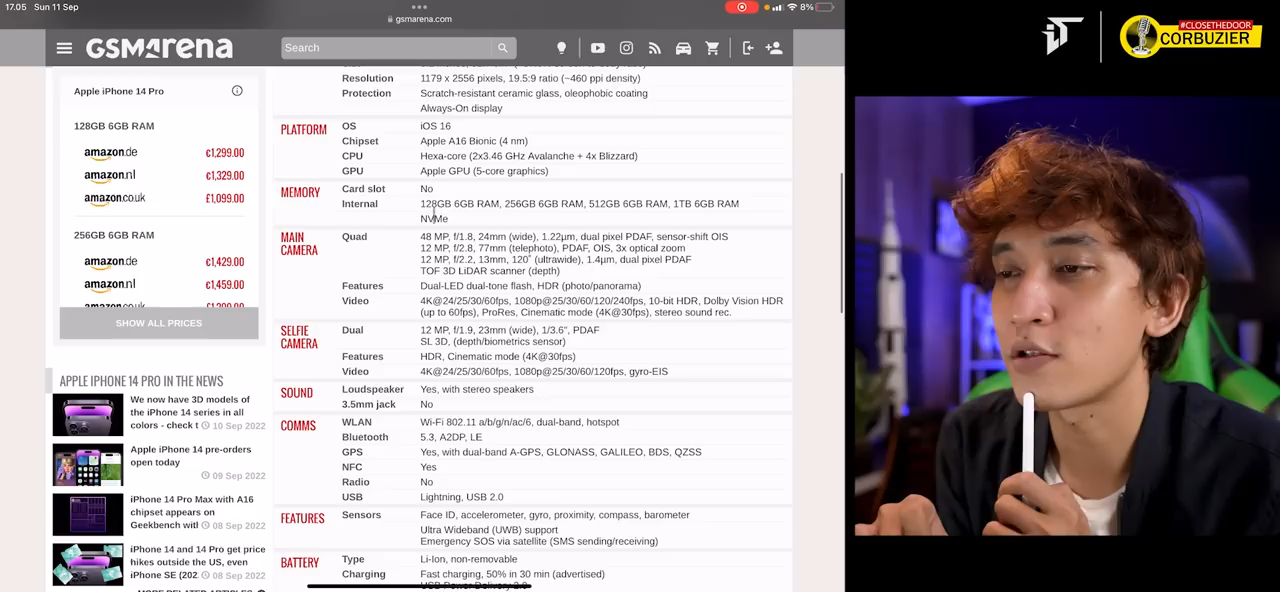 17.05 Sun 11 Sep
8%
gsmarena.com
GSMArena
Search
#CLOSETHEDOOR
CORBUZIER
Apple iPhone 14 Pro
128GB 6GB RAM
amazon.de €1,299.00
amazon.nl €1,329.00
amazon.co.uk £1,099.00
256GB 6GB RAM
amazon.de €1,429.00
amazon.nl €1,459.00
SHOW ALL PRICES
APPLE IPHONE 14 PRO IN THE NEWS
We now have 3D models of
the iPhone 14 series in all
colors - check t 10 Sep 2022
Apple iPhone 14 pre-orders
open today
09 Sep 2022
iPhone 14 Pro Max with A16
chipset appears on
Geekbench with 08 Sep 2022
iPhone 14 and 14 Pro get price
hikes outside the US, even
iPhone SE (202 08 Sep 2022
Resolution 1179 x 2556 pixels, 19.5:9 ratio (~460 ppi density)
Protection Scratch-resistant ceramic glass, oleophobic coating
Always-On display
PLATFORM OS iOS 16
Chipset Apple A16 Bionic (4 nm)
CPU Hexa-core (2x3.46 GHz Avalanche + 4x Blizzard)
GPU Apple GPU (5-core graphics)
MEMORY Card slot No
Internal 128GB 6GB RAM, 256GB 6GB RAM, 512GB 6GB RAM, 1TB 6GB RAM
NVMe
MAIN CAMERA Quad 48 MP, f/1.8, 24mm (wide), 1.22µm, dual pixel PDAF, sensor-shift OIS
12 MP, f/2.8, 77mm (telephoto), PDAF, OIS, 3x optical zoom
12 MP, f/2.2, 13mm, 120˚ (ultrawide), 1.4µm, dual pixel PDAF
TOF 3D LiDAR scanner (depth)
Features Dual-LED dual-tone flash, HDR (photo/panorama)
Video 4K@24/25/30/60fps, 1080p@25/30/60/120/240fps, 10-bit HDR, Dolby Vision HDR
(up to 60fps), ProRes, Cinematic mode (4K@30fps), stereo sound rec.
SELFIE CAMERA Dual 12 MP, f/1.9, 23mm (wide), 1/3.6", PDAF
SL 3D, (depth/biometrics sensor)
Features HDR, Cinematic mode (4K@30fps)
Video 4K@24/25/30/60fps, 1080p@25/30/60/120fps, gyro-EIS
SOUND Loudspeaker Yes, with stereo speakers
3.5mm jack No
COMMS WLAN Wi-Fi 802.11 a/b/g/n/ac/6, dual-band, hotspot
Bluetooth 5.3, A2DP, LE
GPS Yes, with dual-band A-GPS, GLONASS, GALILEO, BDS, QZSS
NFC Yes
Radio No
USB Lightning, USB 2.0
FEATURES Sensors Face ID, accelerometer, gyro, proximity, compass, barometer
Ultra Wideband (UWB) support
Emergency SOS via satellite (SMS sending/receiving)
BATTERY Type Li-Ion, non-removable
Charging Fast charging, 50% in 30 min (advertised)
USB Power Delivery 2.0